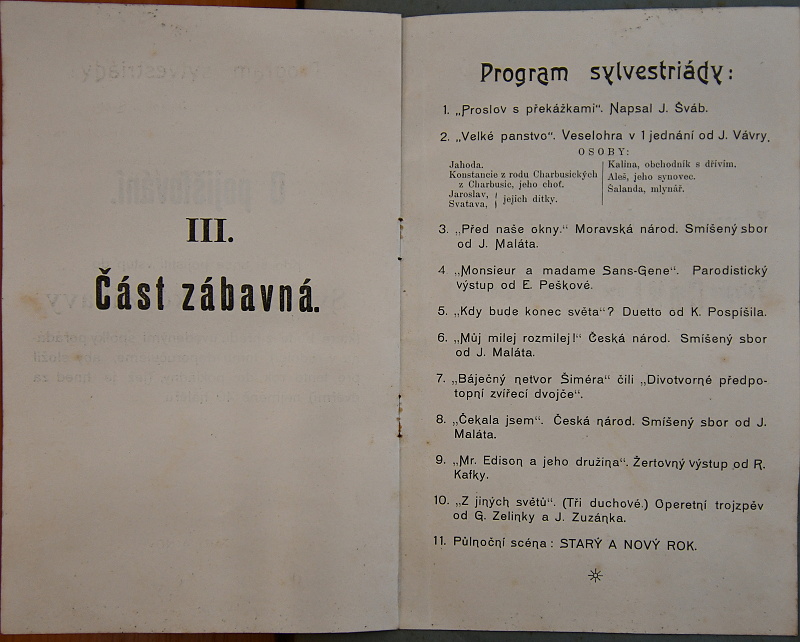 III.
Část zábavná.
Program sylvestriády:
1. „Proslov s překážkami“. Napsal J. Šváb.
2. „Velké panstvo“. Veselohra v 1 jednání od J. Vávry.
OSOBY:
Jahoda.
Konstancie z rodu Charbusických
z Charbusic, jeho choť.
Jaroslav,
Svatava,
jejich dítky.
Kalina, obchodník s dřívím.
Aleš, jeho synovec.
Šalanda, mlynář.
3. „Před naše okny.“ Moravská národ. Smíšený sbor
od J. Maláta.
4 „Monsieur a madame Sans-Gene“. Parodistický
výstup od E. Peškové.
5. „Kdy bude konec světa“? Duetto od K. Pospíšila.
6. „Můj milej rozmilej!“ Česká národ. Smíšený sbor
od J. Maláta.
7. „Báječný netvor Šiméra“ čili „Divotvorné předpo-
topní zvířecí dvojče“.
8. „Čekala jsem“. Česká národ. Smíšený sbor od J.
Maláta.
9. „Mr. Edison a jeho družina“. Žertovný výstup od R.
Kafky.
10. „Z jiných světů“. (Tři duchové.) Operetní trojzpěv
od G. Zelinky a J. Zuzánka.
11. Půlnoční scéna: STARÝ A NOVÝ ROK.